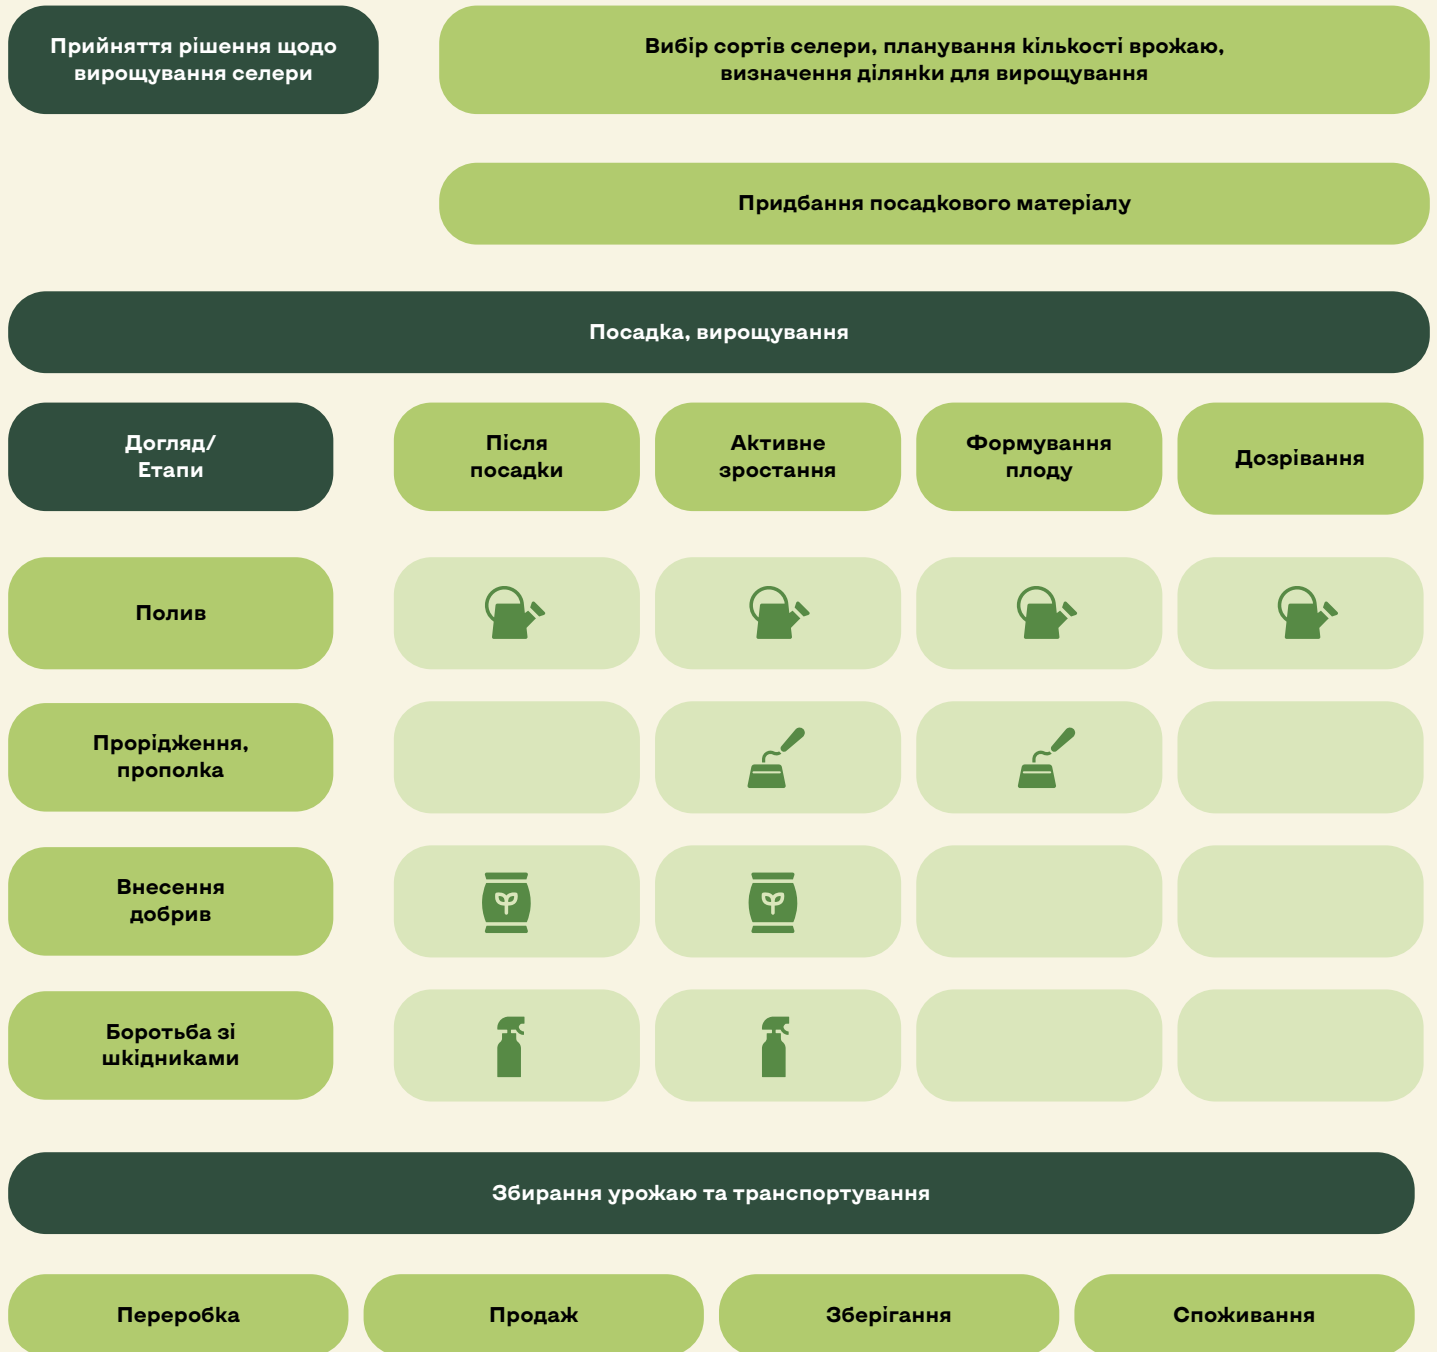 Прийняття рішення щодо
вирощування селери
Вибір сортів селери, планування кількості врожаю,
визначення ділянки для вирощування
Придбання посадкового матеріалу
Посадка, вирощування
Догляд/
Етапи
Після
посадки
Активне
зростання
Формування
плоду
Дозрівання
Полив
Прорідження,
прополка
Внесення
добрив
Боротьба зі
шкідниками
Збирання урожаю та транспортування
Переробка
Продаж
Зберігання
Споживання